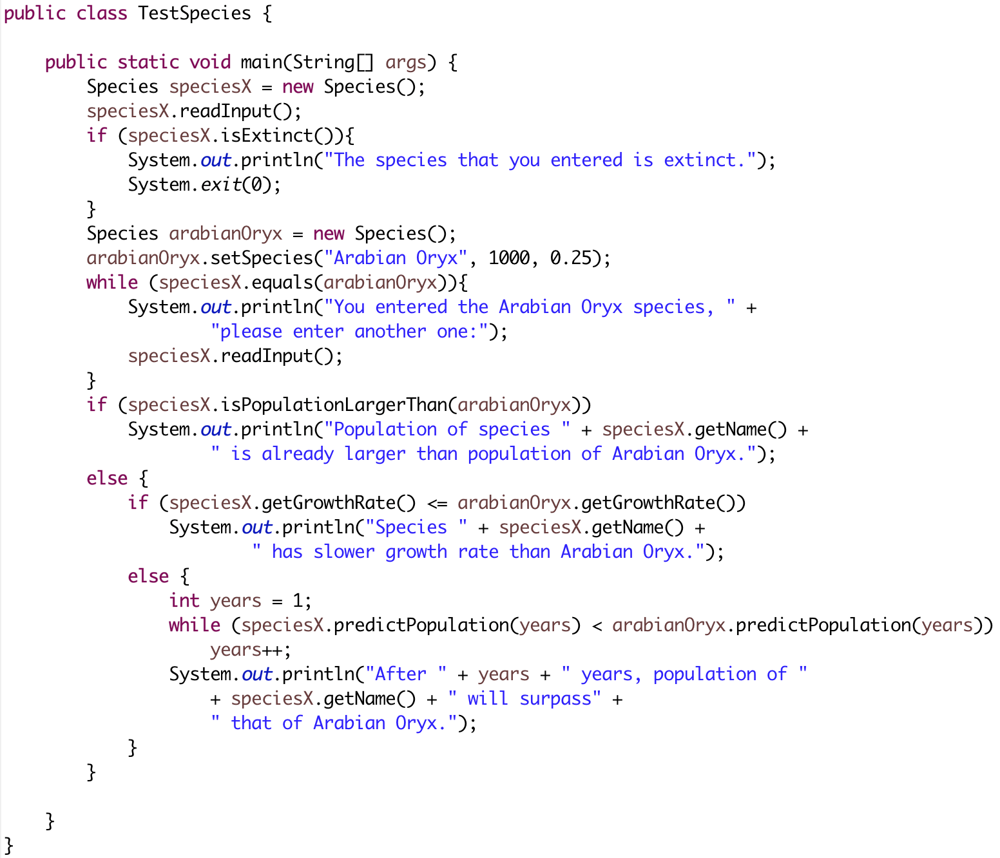 public class TestSpecies {
public static void main(String[] args) {
Species speciesX = new Species();
speciesX.readInput();
if (speciesX.isExtinct()){
System.out.println("The species that you entered is extinct.");
System.exit(0);
}
Species arabianOryx = new Species();
arabianOryx.setSpecies("Arabian Oryx", 1000, 0.25);
while (speciesX.equals(arabianOryx)){
System.out.println("You entered the Arabian Oryx species, " +
"please enter another one:");
speciesX.readInput();
}
if (speciesX.isPopulationLargerThan(arabianOryx))
System.out.println("Population of species " + speciesX.getName() +
" is already larger than population of Arabian Oryx.");
else {
if (speciesX.getGrowthRate() <= arabianOryx.getGrowthRate())
System.out.println("Species " + speciesX.getName() +
" has slower growth rate than Arabian Oryx.");
else {
int years = 1;
while (speciesX.predictPopulation(years) < arabianOryx.predictPopulation(years))
years++;
System.out.println("After " + years + " years, population of "
+ speciesX.getName() + " will surpass" +
" that of Arabian Oryx.");
}
}
}
}